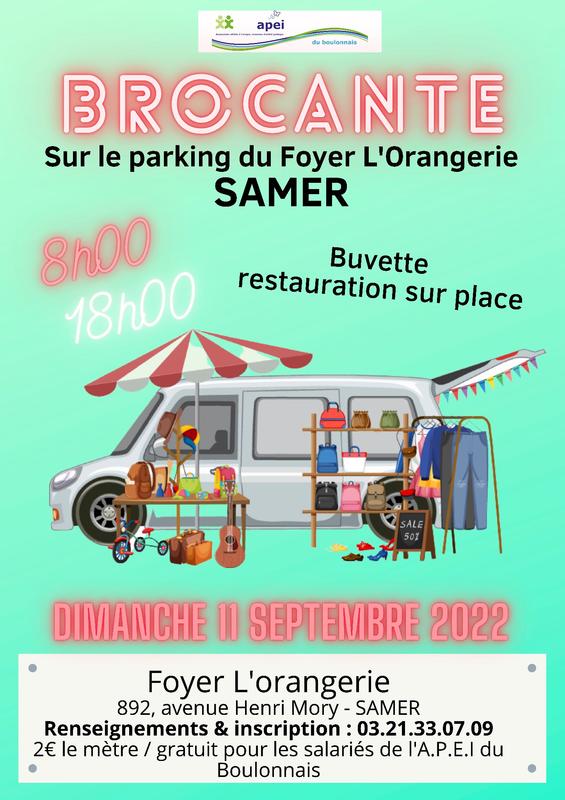 apei
du boulonnais
BROCANTE
Sur le parking du Foyer L'Orangerie
SAMER
8h00
18h00
Buvette
restauration sur place
SALE
50%
DIMANCHE 11 SEPTEMBRE 2022
Foyer L'orangerie
892, avenue Henri Mory - SAMER
Renseignements & inscription : 03.21.33.07.09
2€ le mètre / gratuit pour les salariés de l'A.P.E.I du
Boulonnais